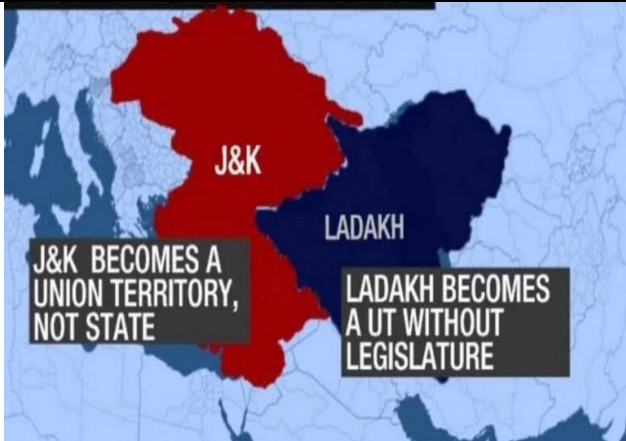 J&K
LADAKH
J&K BECOMES A
UNION TERRITORY,
NOT STATE
LADAKH BECOMES
A UT WITHOUT
LEGISLATURE